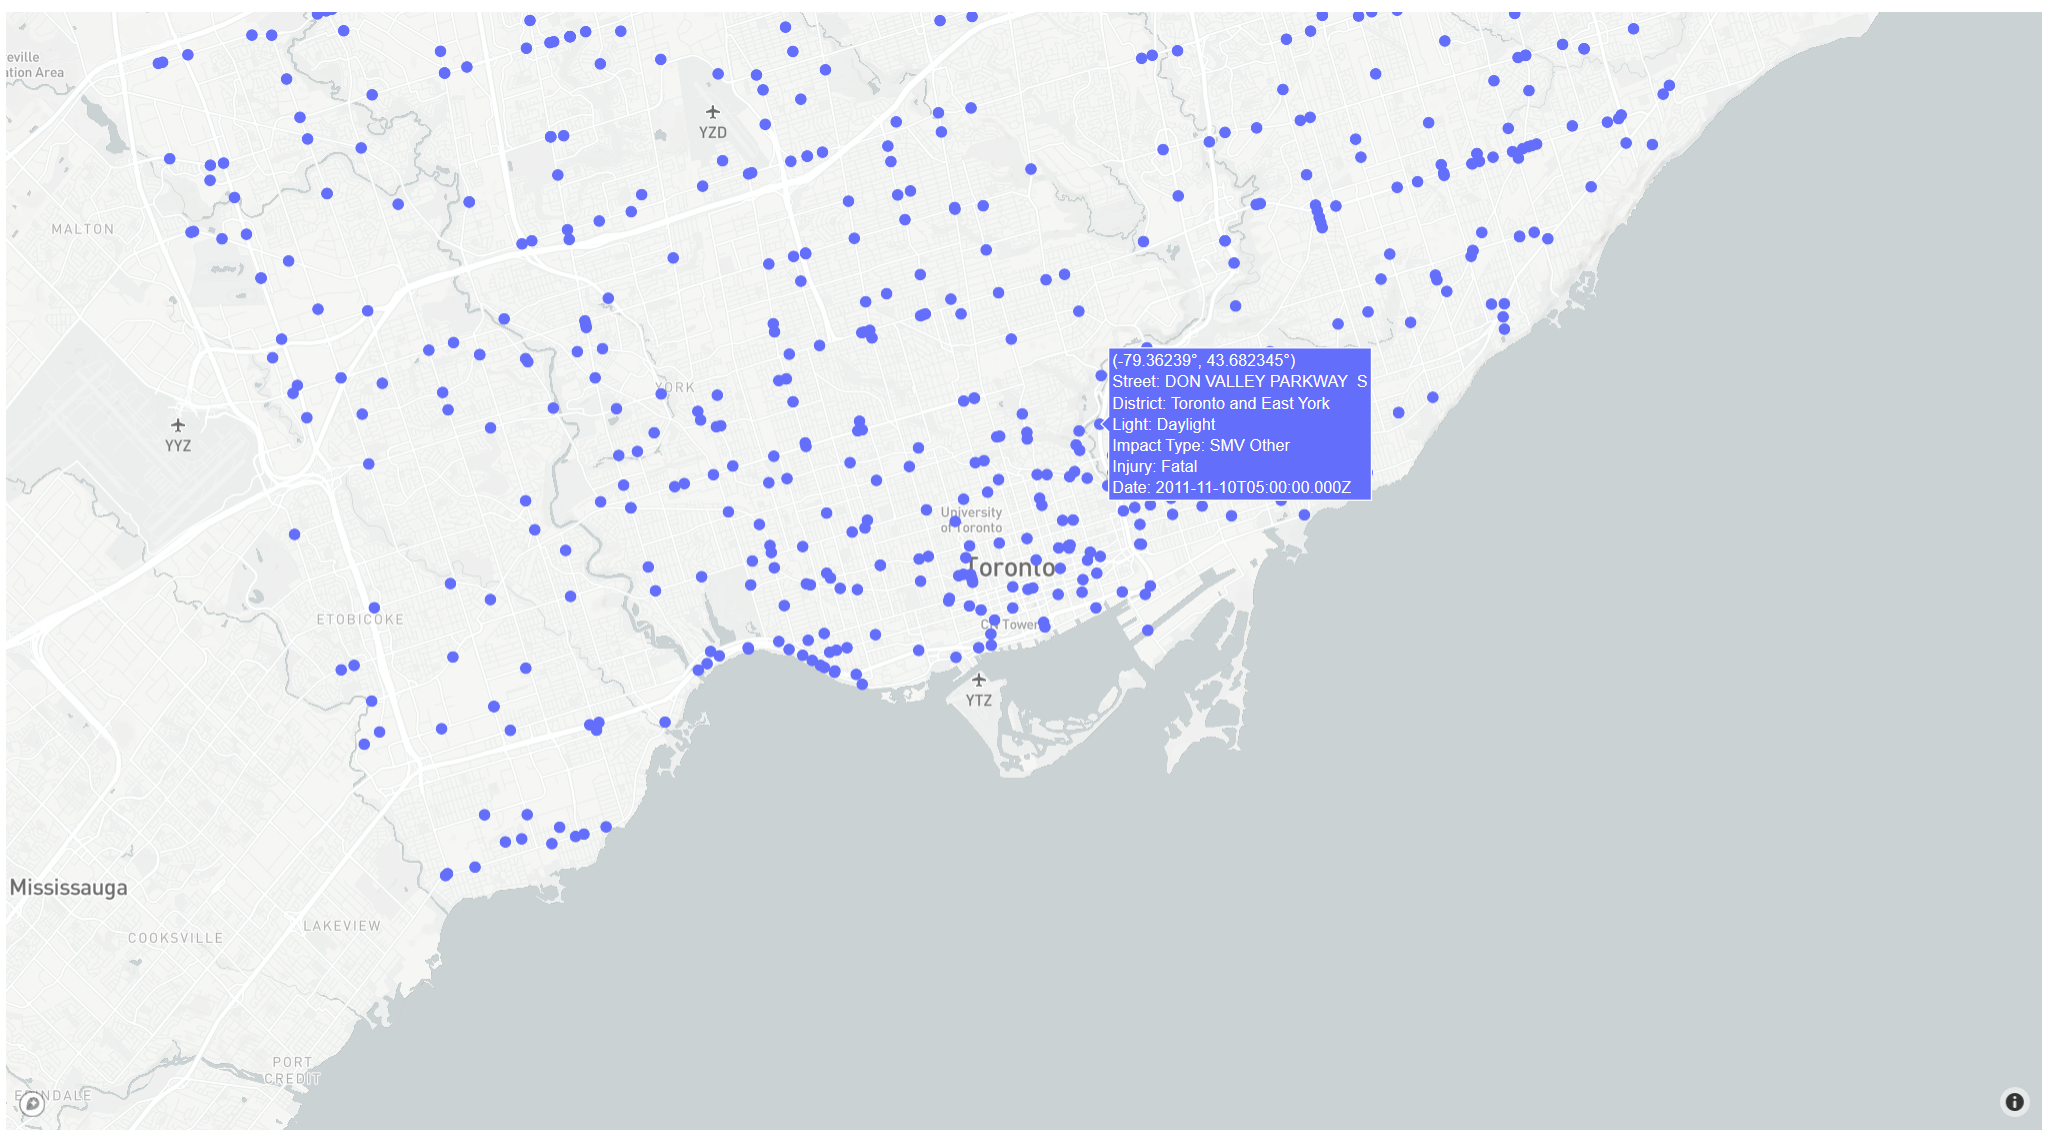 eville
ation Area
YZD
MALTON
YORK
(-79.36239°, 43.682345°)
Street: DON VALLEY PARKWAY  S
District: Toronto and East York
Light: Daylight
Impact Type: SMV Other
Injury: Fatal
Date: 2011-11-10T05:00:00.000Z
YYZ
University
of Toronto
Toronto
ETOBICOKE
CN Tower
YTZ
Mississauga
LAKEVIEW
COOKSVILLE
PORT
CREDIT
ERINDALE